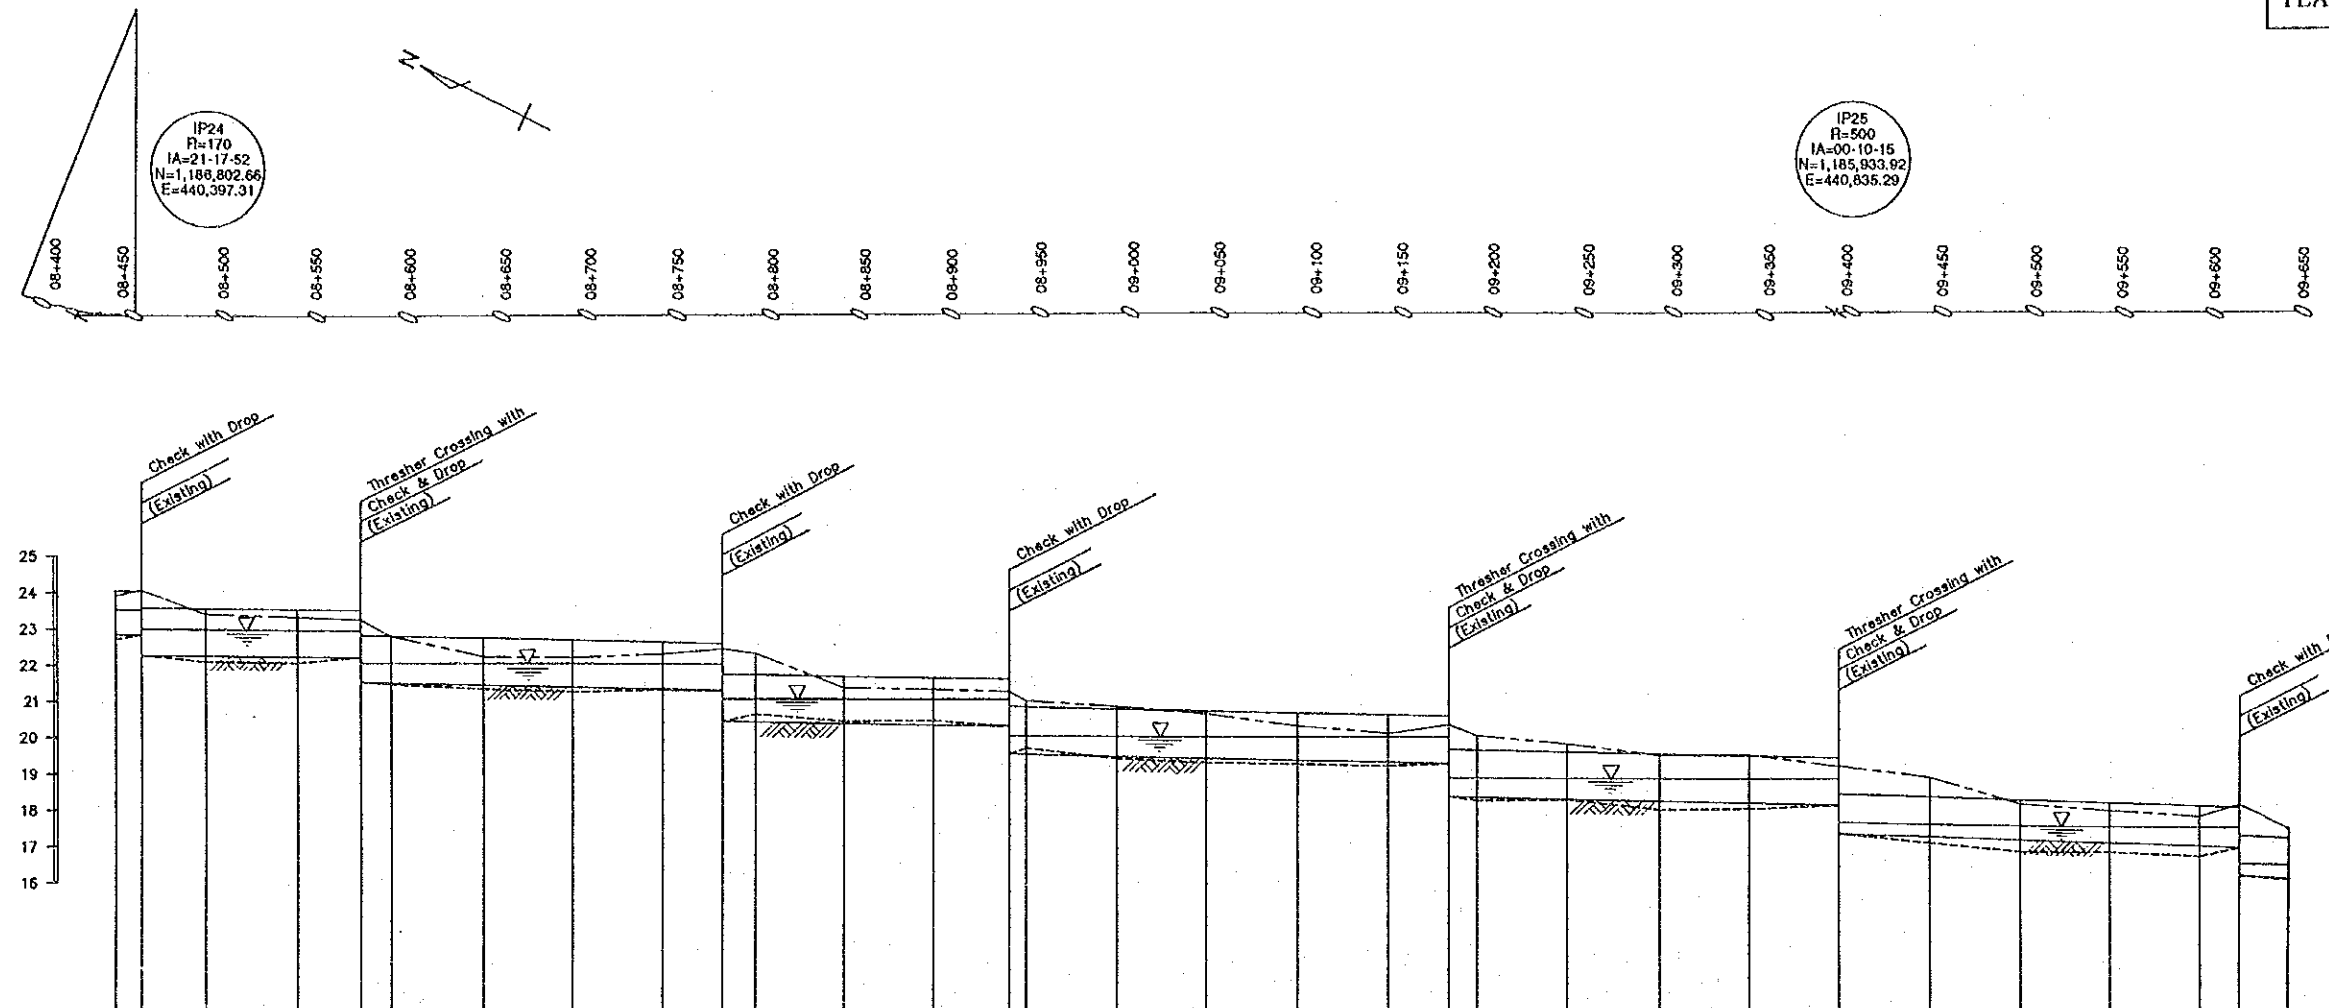 N
IP24
R=170
IA=21-17-52
N=1,186,802.66
E=440,397.31
IP25
R=500
IA=00-10-15
N=1,185,933.92
E=440,835.29
08+400
08+450
08+500
08+550
08+600
08+650
08+700
08+750
08+800
08+850
08+900
08+950
09+000
09+050
09+100
09+150
09+200
09+250
09+300
09+350
09+400
09+450
09+500
09+550
09+600
09+650
Check with Drop
(Existing)
Thresher Crossing with
Check & Drop
(Existing)
Check with Drop
(Existing)
Check with Drop
(Existing)
Thresher Crossing with
Check & Drop
(Existing)
Thresher Crossing with
Check & Drop
(Existing)
Check with
(Existing)
25
24
23
22
21
20
19
18
17
16